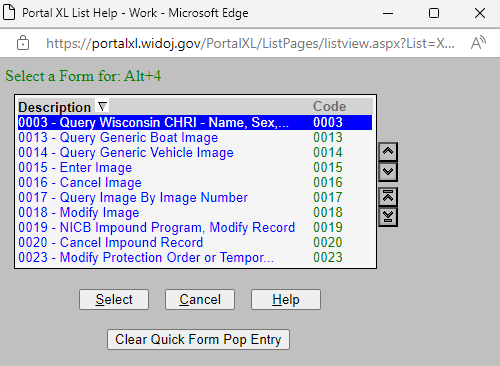 Portal XL List Help - Work - Microsoft Edge
https://portalxl.widoj.gov/PortalXL/ListPages/listview.aspx?List=X...
Select a Form for: Alt+4
Description Code
0003 - Query Wisconsin CHRI - Name, Sex,... 0003
0013 - Query Generic Boat Image 0013
0014 - Query Generic Vehicle Image 0014
0015 - Enter Image 0015
0016 - Cancel Image 0016
0017 - Query Image By Image Number 0017
0018 - Modify Image 0018
0019 - NICB Impound Program, Modify Record 0019
0020 - Cancel Impound Record 0020
0023 - Modify Protection Order or Tempor... 0023
Select Cancel Help
Clear Quick Form Pop Entry